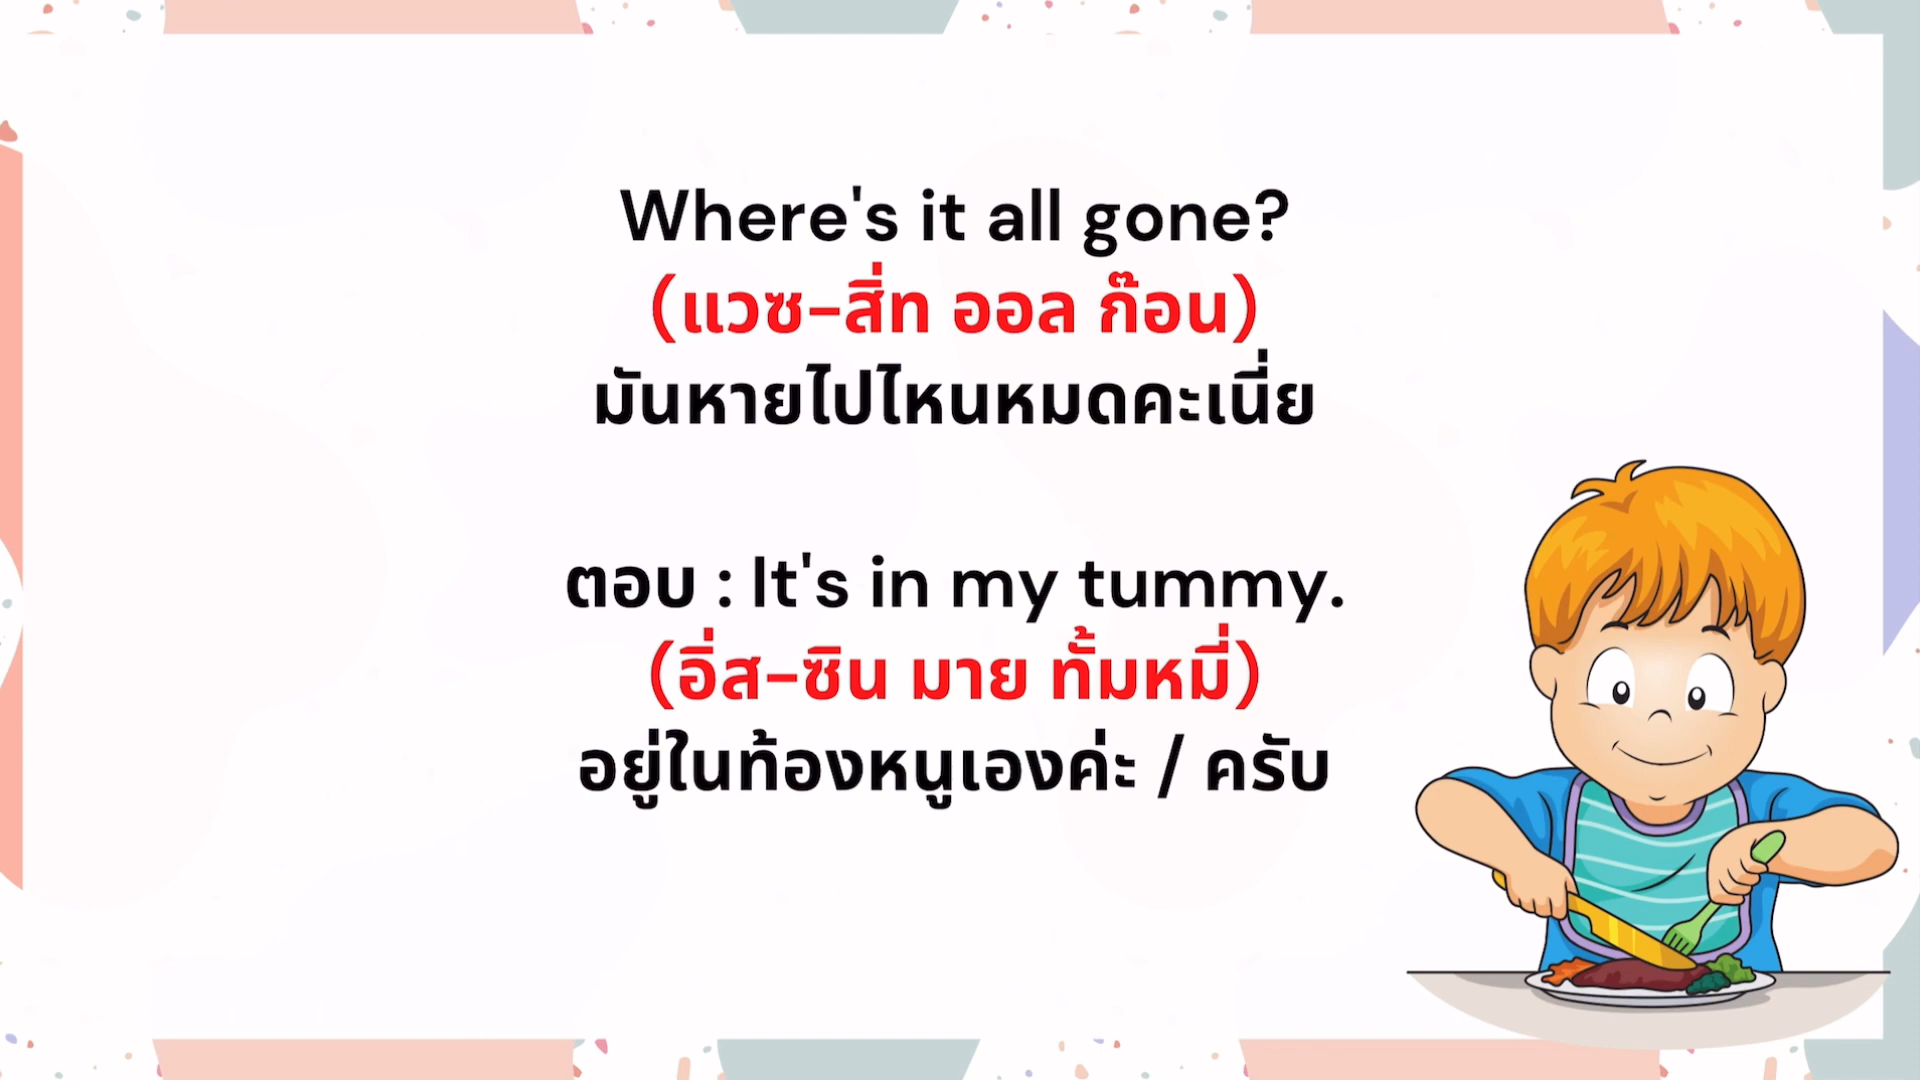 Where's it all gone?
(แวซ-สิ่ท ออล ก๊อน)
มันหายไปไหนหมดคะเนี่ย
ตอบ : It's in my tummy.
(อิ่ส-ซิน มาย ทั้มหมี่)
อยู่ในท้องหนูเองค่ะ / ครับ